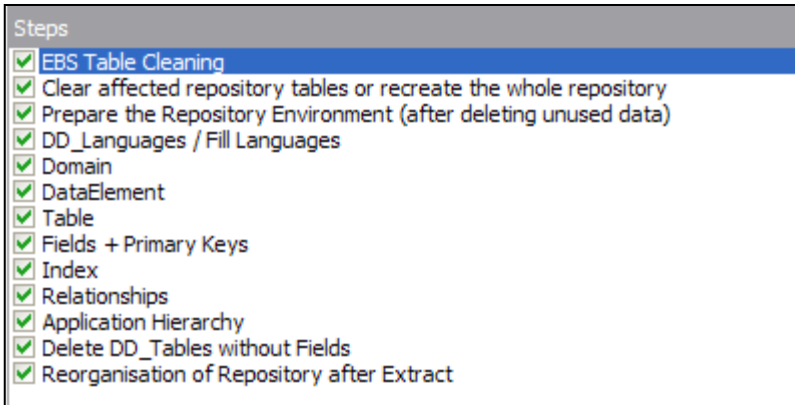 Steps
EBS Table Cleaning
Clear affected repository tables or recreate the whole repository
Prepare the Repository Environment (after deleting unused data)
DD_Languages / Fill Languages
Domain
DataElement
Table
Fields + Primary Keys
Index
Relationships
Application Hierarchy
Delete DD_Tables without Fields
Reorganisation of Repository after Extract